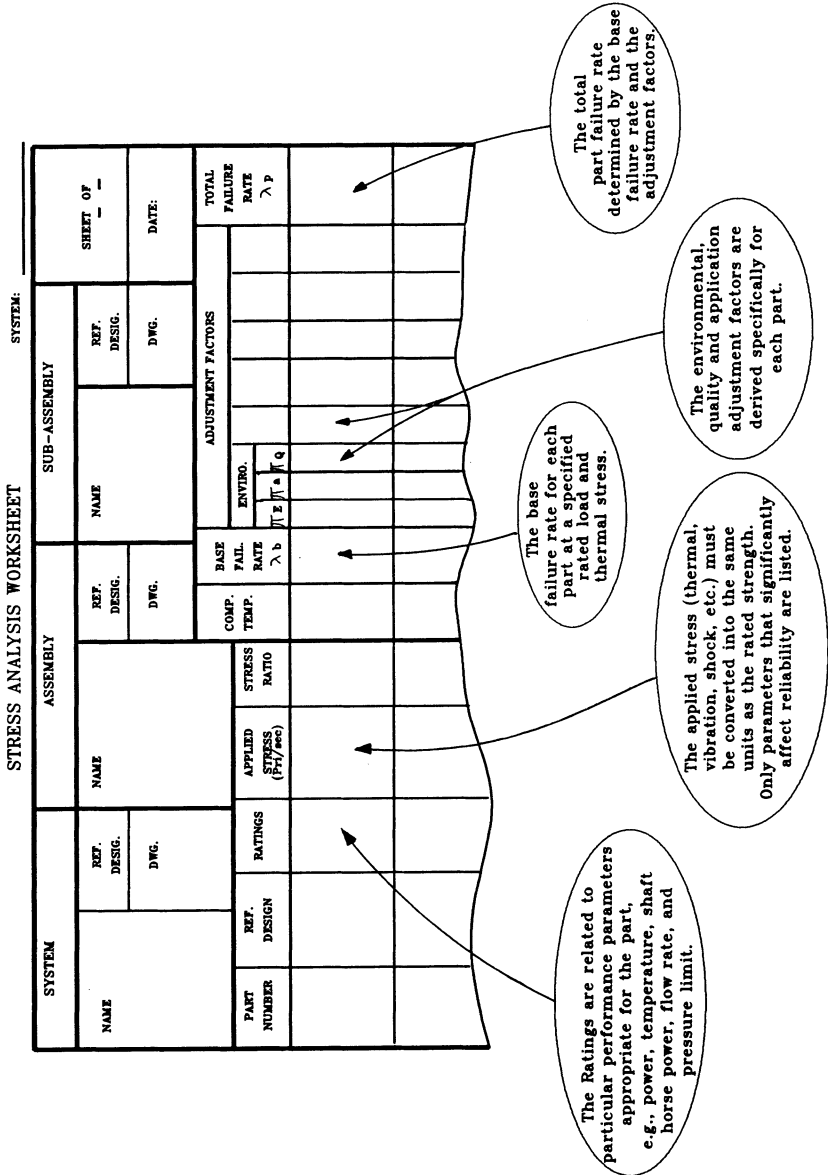 STRESS ANALYSIS WORKSHEET
SYSTEM:
SYSTEM
ASSEMBLY
SUB-ASSEMBLY
SHEET OF
_ _
NAME
REF.
DESIG.
DWG.
NAME
REF.
DESIG.
DWG.
NAME
REF.
DESIG.
DWG.
DATE:
PART
NUMBER
REF.
DESIGN
RATINGS
APPLIED
STRESS
(Pri/sec)
STRESS
RATIO
COMP.
TEMP.
BASE
FAIL.
RATE
λ b
ADJUSTMENT FACTORS
ENVIRO.
π E
π a
π Q
TOTAL
FAILURE
RATE
λ p
The Ratings are related to
particular performance parameters
appropriate for the part,
e.g., power, temperature, shaft
horse power, flow rate, and
pressure limit.
The applied stress (thermal,
vibration, shock, etc.) must
be converted into the same
units as the rated strength.
Only parameters that significantly
affect reliability are listed.
The base
failure rate for each
part at a specified
rated load and
thermal stress.
The environmental,
quality and application
adjustment factors are
derived specifically for
each part.
The total
part failure rate
determined by the base
failure rate and the
adjustment factors.